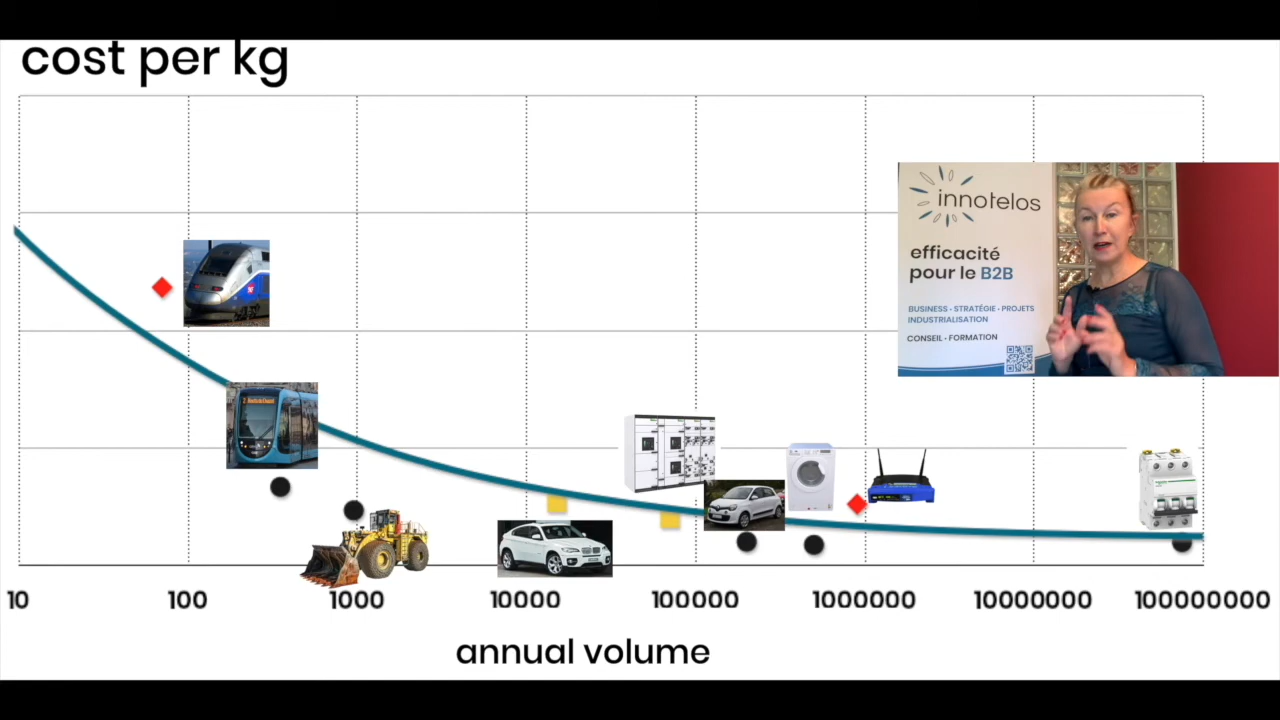 cost per kg
innotelos
efficacité
pour le B2B
BUSINESS - STRATÉGIE - PROJETS
INDUSTRIALISATION
CONSEIL - FORMATION
10
100
1000
10000
100000
1000000
10000000
100000000
annual volume